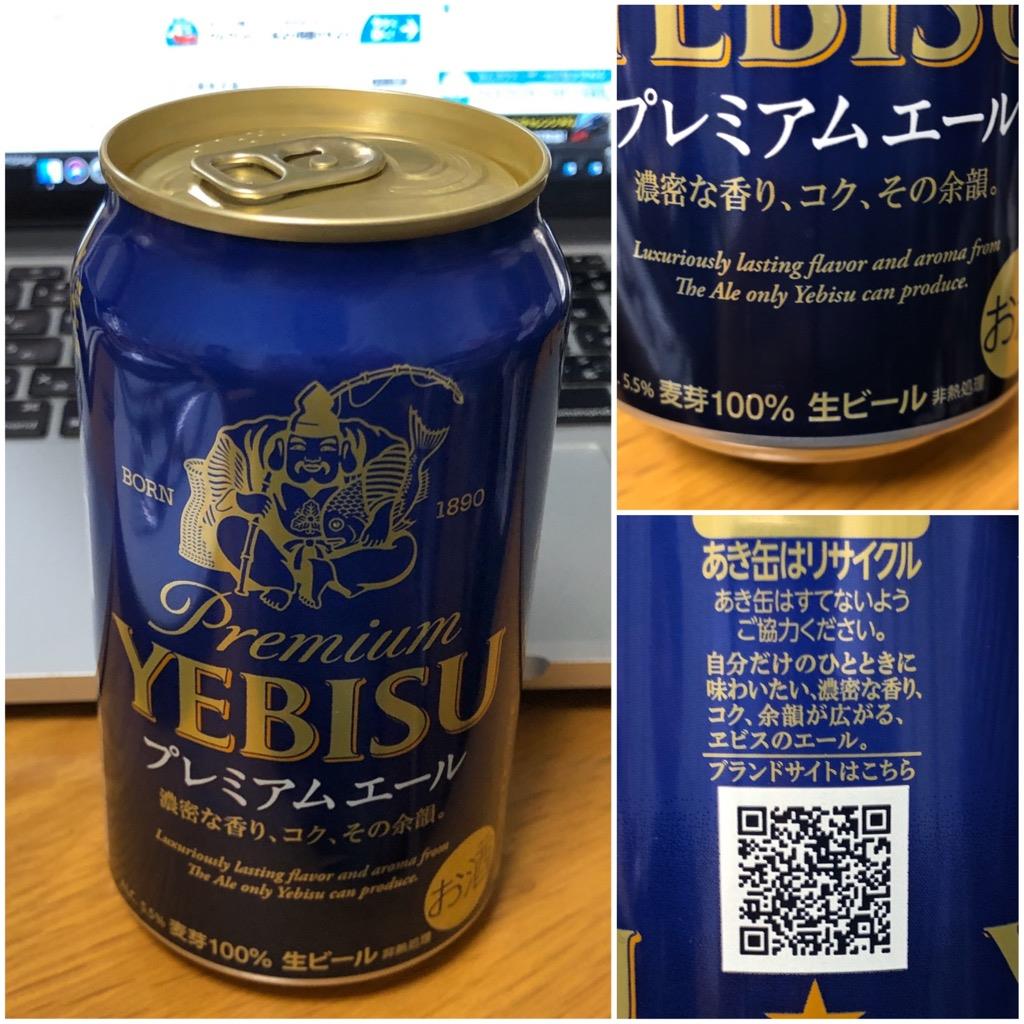 BORN
1890
Premium
YEBISU
プレミアム エール
濃密な香り、コク、その余韻。
Luxuriously lasting flavor and aroma from
The Ale only Yebisu can produce.
お酒
ALC. 5.5% 麦芽100% 生ビール 非熱処理
YEBISU
プレミアム エール
濃密な香り、コク、その余韻。
Luxuriously lasting flavor and aroma from
The Ale only Yebisu can produce.
お
5.5% 麦芽100% 生ビール 非熱処理
あき缶はリサイクル
あき缶はすてないよう
ご協力ください。
自分だけのひとときに
味わいたい、濃密な香り、
コク、余韻が広がる、
ヱビスのエール。
ブランドサイトはこちら